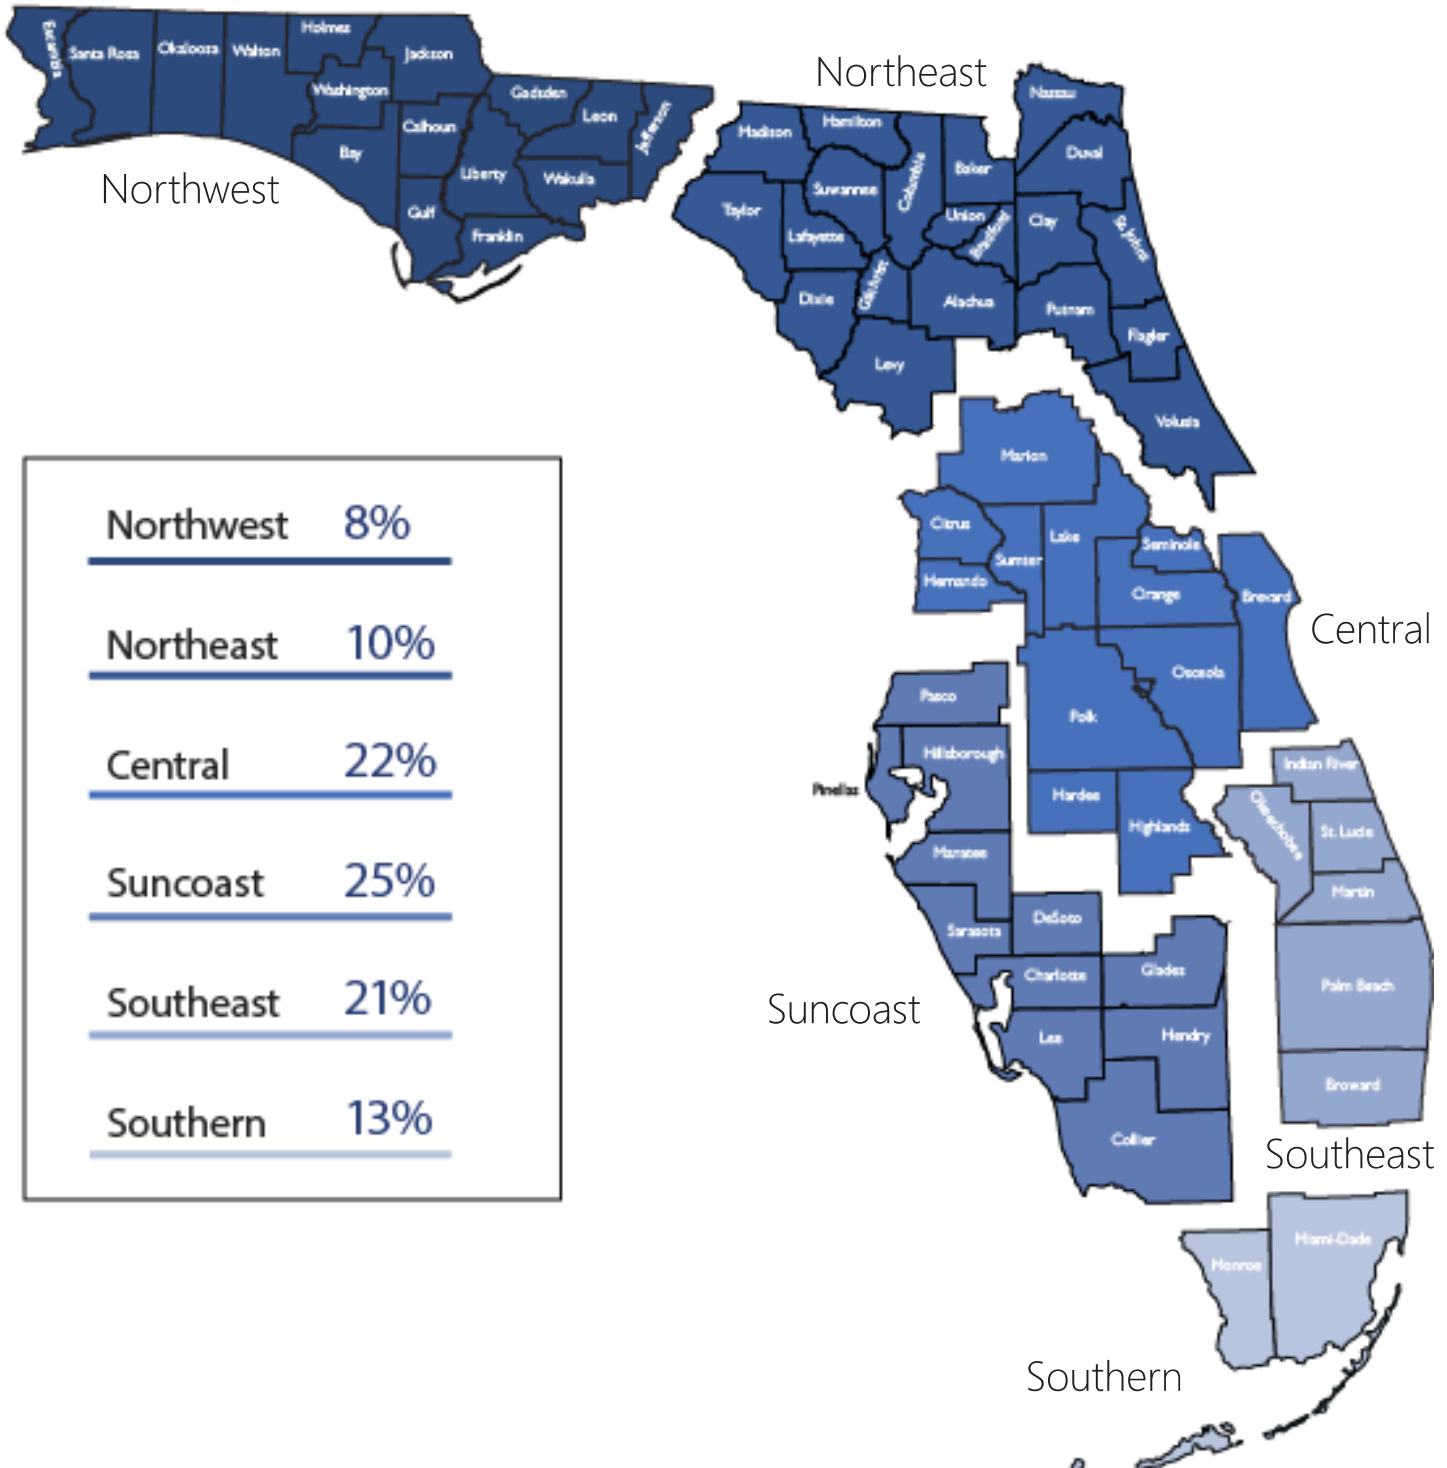 Escambia
Santa Rosa
Okaloosa
Walton
Holmes
Jackson
Washington
Bay
Calhoun
Gulf
Liberty
Gadsden
Leon
Jefferson
Wakulla
Franklin
Northwest
Northeast
Madison
Hamilton
Suwannee
Columbia
Baker
Nassau
Duval
Taylor
Lafayette
Union
Bradford
Clay
St. Johns
Dixie
Gilchrist
Alachua
Putnam
Flagler
Levy
Volusia
Marion
Citrus
Sumter
Lake
Seminole
Hernando
Orange
Brevard
Central
Osceola
Polk
Hardee
Highlands
Pasco
Hillsborough
Pinellas
Manatee
Sarasota
DeSoto
Charlotte
Glades
Lee
Hendry
Collier
Suncoast
Indian River
Okeechobee
St. Lucie
Martin
Palm Beach
Broward
Southeast
Miami-Dade
Monroe
Southern
Northwest 8%
Northeast 10%
Central 22%
Suncoast 25%
Southeast 21%
Southern 13%